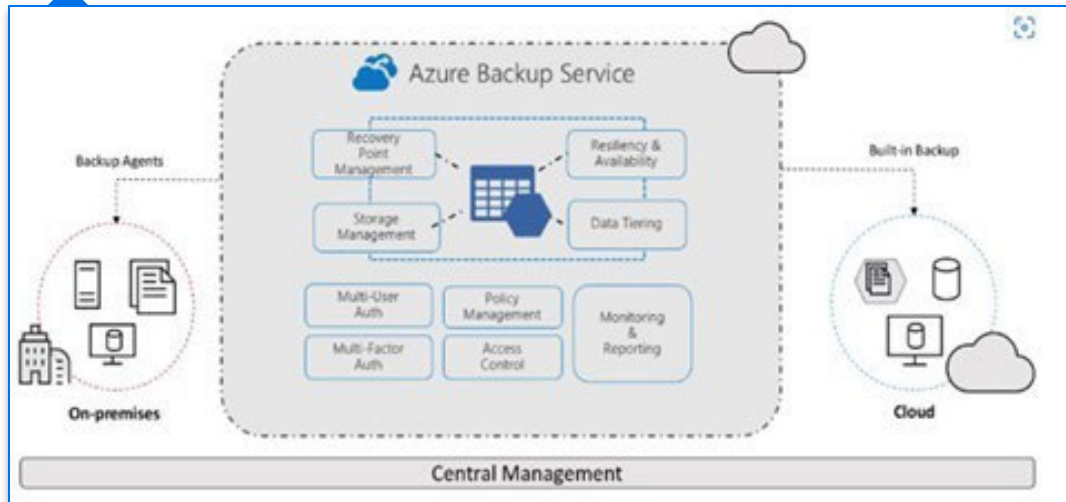 Azure Backup Service
Recovery
Point
Management
Resiliency &
Availability
Storage
Management
Data Tiering
Multi-User
Auth
Policy
Management
Monitoring
&
Reporting
Multi-Factor
Auth
Access
Control
Backup Agents
On-premises
Built-in Backup
Cloud
Central Management